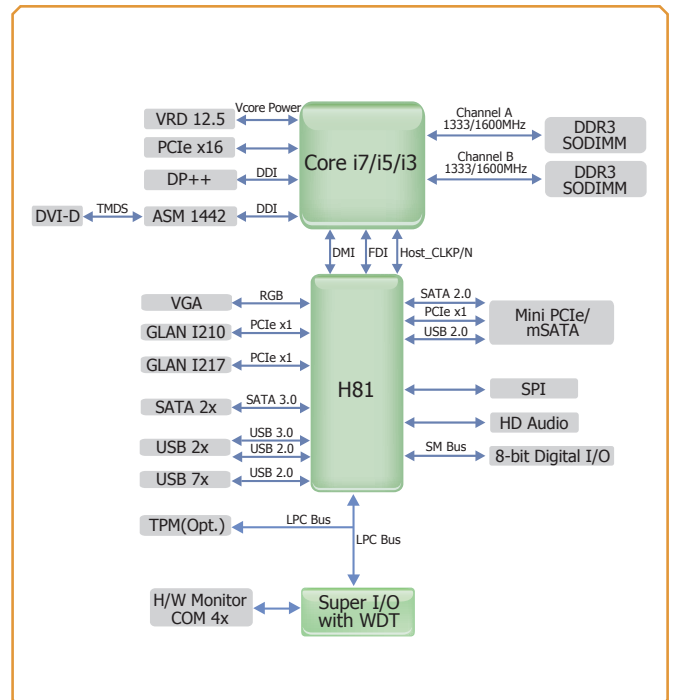 Vcore Power
VRD 12.5
PCIe x16
DP++
DDI
DVI-D
TMDS
ASM 1442
DDI
Core i7/i5/i3
Channel A
1333/1600MHz
DDR3
SODIMM
Channel B
1333/1600MHz
DDR3
SODIMM
DMI
FDI
Host_CLKP/N
VGA
RGB
GLAN I210
PCIe x1
GLAN I217
PCIe x1
SATA 2x
SATA 3.0
USB 2x
USB 3.0
USB 2.0
USB 7x
USB 2.0
H81
SATA 2.0
PCIe x1
USB 2.0
Mini PCIe/
mSATA
SPI
HD Audio
SM Bus
8-bit Digital I/O
TPM(Opt.)
LPC Bus
LPC Bus
H/W Monitor
COM 4x
Super I/O
with WDT